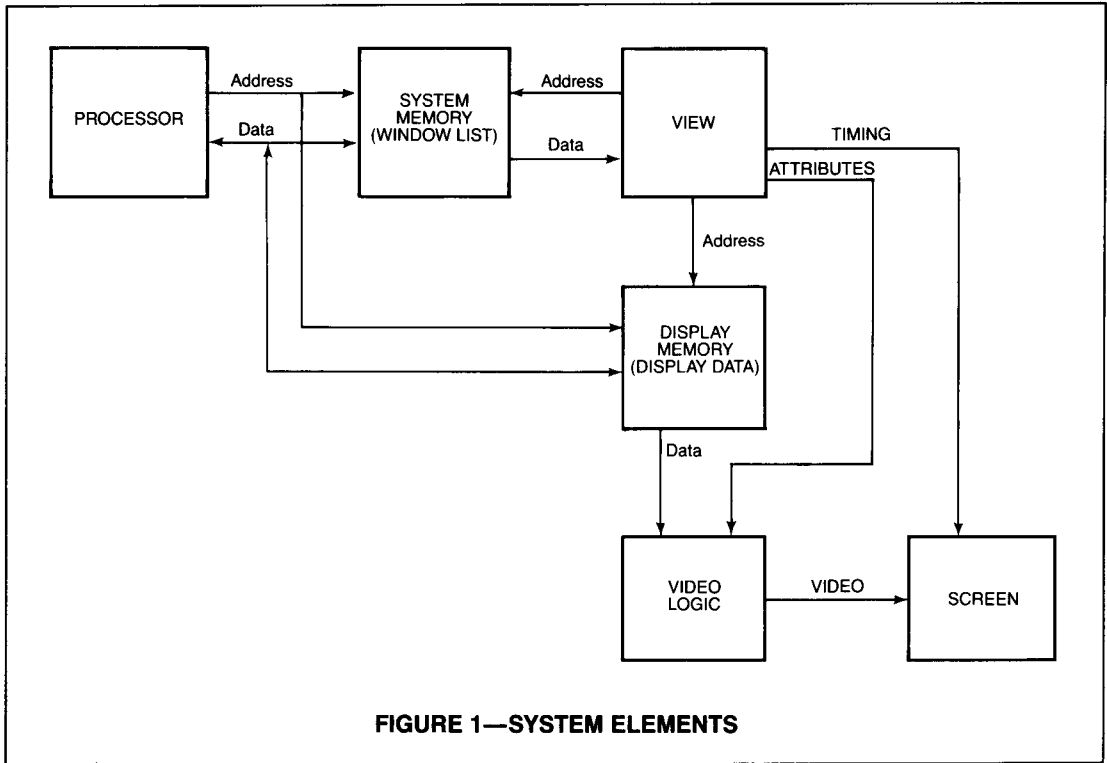 PROCESSOR
Address
Data
SYSTEM
MEMORY
(WINDOW LIST)
Address
Data
VIEW
TIMING
ATTRIBUTES
Address
DISPLAY
MEMORY
(DISPLAY DATA)
Data
VIDEO
LOGIC
VIDEO
SCREEN
FIGURE 1—SYSTEM ELEMENTS